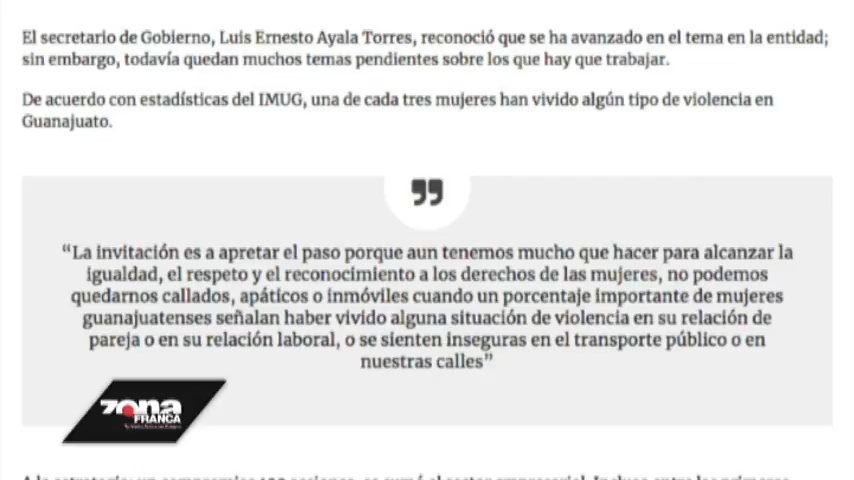 El secretario de Gobierno, Luis Ernesto Ayala Torres, reconoció que se ha avanzado en el tema en la entidad;
sin embargo, todavía quedan muchos temas pendientes sobre los que hay que trabajar.
De acuerdo con estadísticas del IMUG, una de cada tres mujeres han vivido algún tipo de violencia en
Guanajuato.
“La invitación es a apretar el paso porque aun tenemos mucho que hacer para alcanzar la
igualdad, el respeto y el reconocimiento a los derechos de las mujeres, no podemos
quedarnos callados, apáticos o inmóviles cuando un porcentaje importante de mujeres
guanajuatenses señalan haber vivido alguna situación de violencia en su relación de
pareja o en su relación laboral, o se sienten inseguras en el transporte público o en
nuestras calles”
ZONA
FRANCA